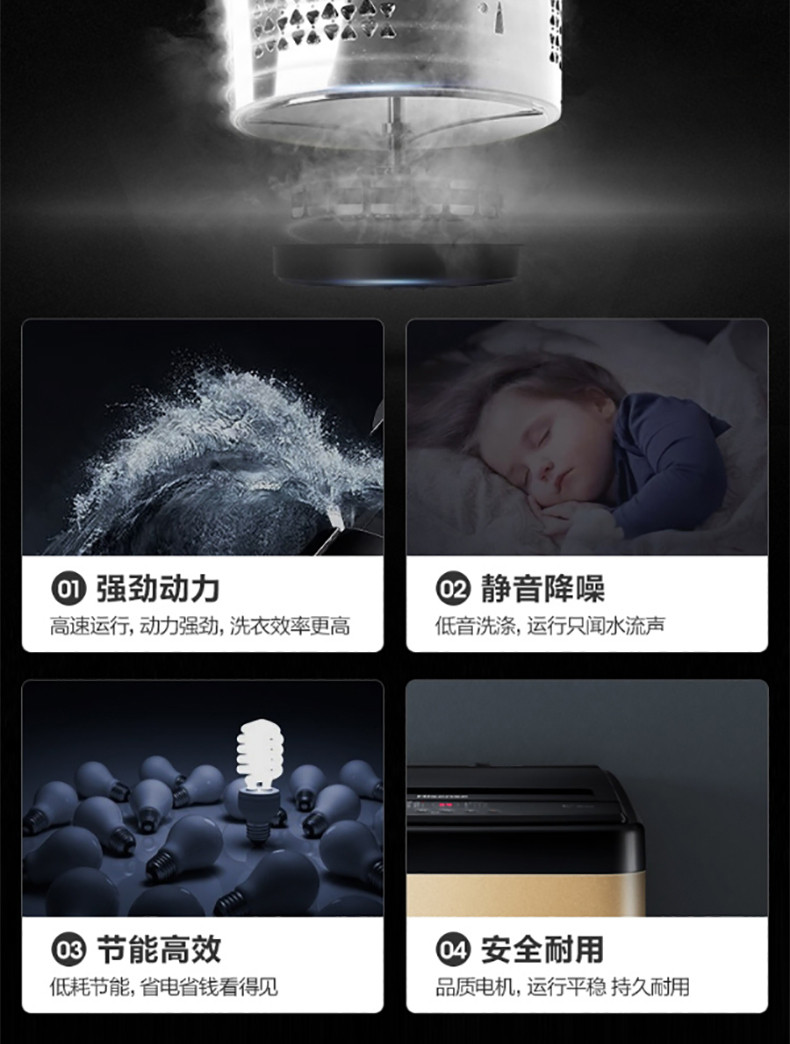 01 强劲动力
高速运行, 动力强劲, 洗衣效率更高
02 静音降噪
低音洗涤, 运行只闻水流声
Hisense
03 节能高效
低耗节能, 省电省钱看得见
04 安全耐用
品质电机, 运行平稳 持久耐用